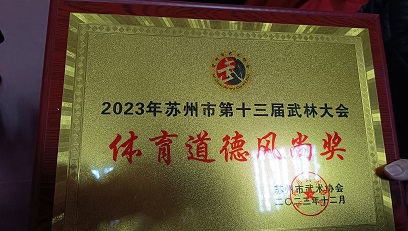 2023年苏州市第十三届武林大会
体育道德风尚奖
苏州市武术协会
二〇二三年十二月